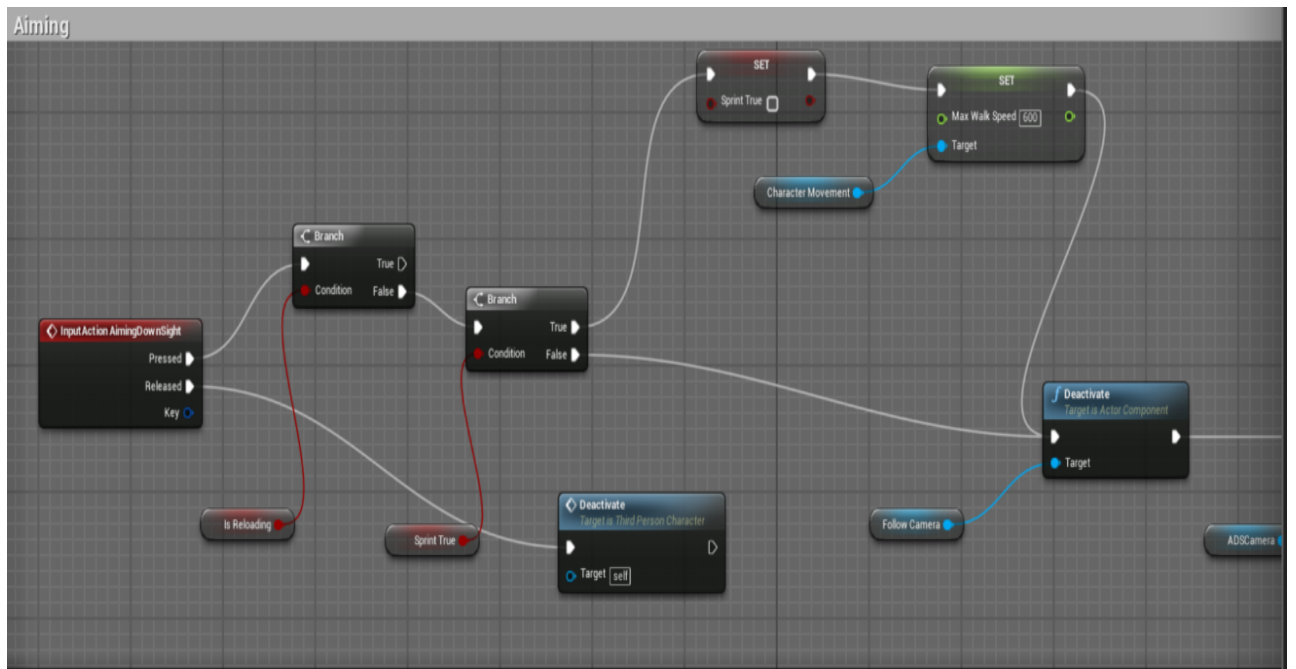 Aiming
SET
Sprint True
SET
Max Walk Speed 600
Target
Character Movement
Branch
True
Condition False
Branch
True
Condition False
InputAction AimingDownSight
Pressed
Released
Key
Deactivate
Target is Actor Component
Target
Is Reloading
Sprint True
Deactivate
Target is Third Person Character
Target self
Follow Camera
ADSCamera